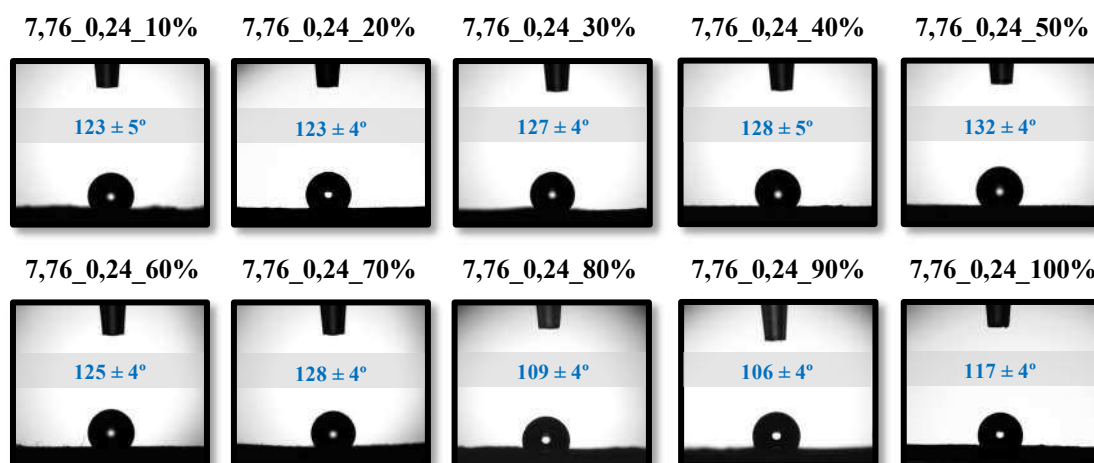 7,76_0,24_10% 7,76_0,24_20% 7,76_0,24_30% 7,76_0,24_40% 7,76_0,24_50%
123 ± 5º 123 ± 4º 127 ± 4º 128 ± 5º 132 ± 4º
7,76_0,24_60% 7,76_0,24_70% 7,76_0,24_80% 7,76_0,24_90% 7,76_0,24_100%
125 ± 4º 128 ± 4º 109 ± 4º 106 ± 4º 117 ± 4º